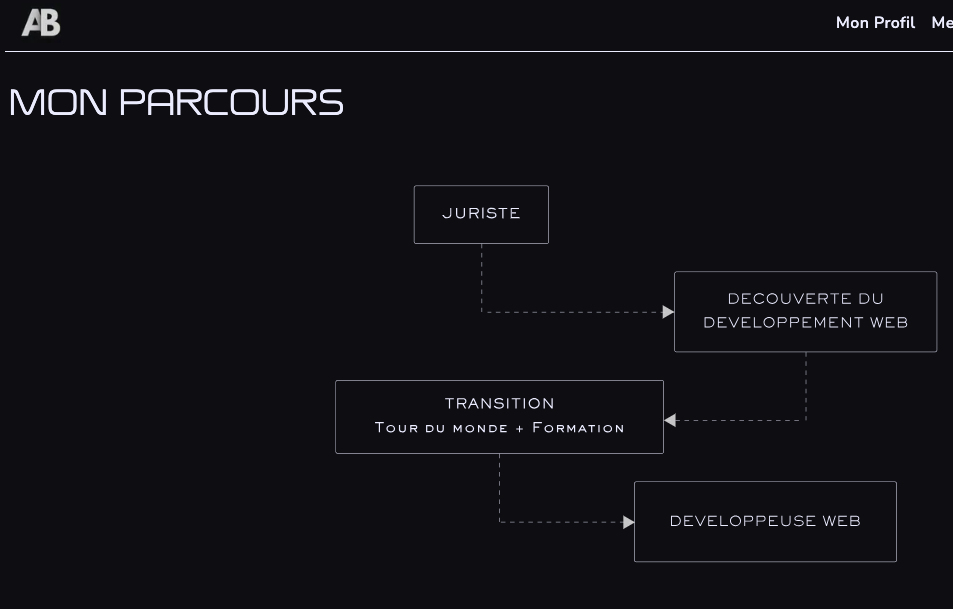 AB
Mon Profil Me
MON PARCOURS
JURISTE
DECOUVERTE DU
DEVELOPPEMENT WEB
TRANSITION
Tour du monde + Formation
DEVELOPPEUSE WEB